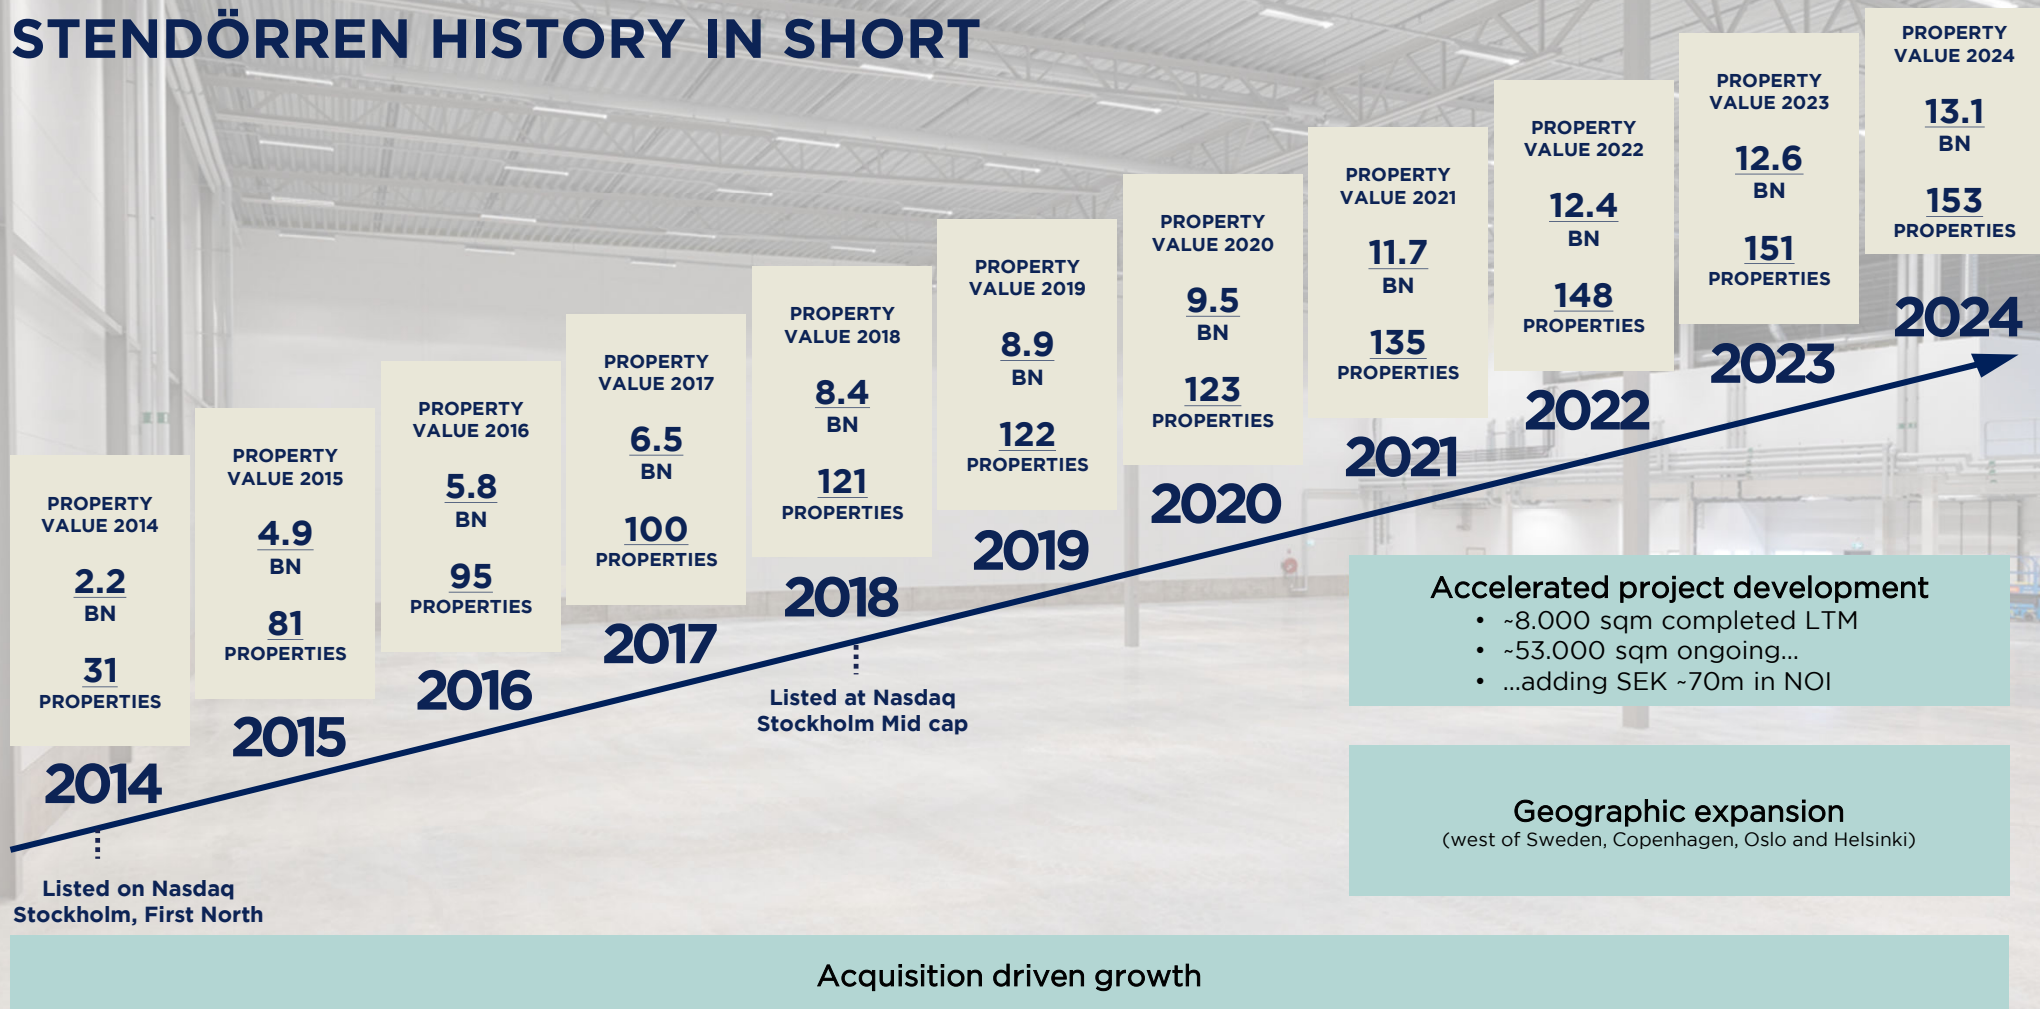 STENDÖRREN HISTORY IN SHORT
PROPERTY
VALUE 2014
2.2
BN
31
PROPERTIES
2014
Listed on Nasdaq
Stockholm, First North
PROPERTY
VALUE 2015
4.9
BN
81
PROPERTIES
2015
PROPERTY
VALUE 2016
5.8
BN
95
PROPERTIES
2016
PROPERTY
VALUE 2017
6.5
BN
100
PROPERTIES
2017
PROPERTY
VALUE 2018
8.4
BN
121
PROPERTIES
2018
Listed at Nasdaq
Stockholm Mid cap
PROPERTY
VALUE 2019
8.9
BN
122
PROPERTIES
2019
PROPERTY
VALUE 2020
9.5
BN
123
PROPERTIES
2020
PROPERTY
VALUE 2021
11.7
BN
135
PROPERTIES
2021
PROPERTY
VALUE 2022
12.4
BN
148
PROPERTIES
2022
PROPERTY
VALUE 2023
12.6
BN
151
PROPERTIES
2023
PROPERTY
VALUE 2024
13.1
BN
153
PROPERTIES
2024
Accelerated project development
• ~8.000 sqm completed LTM
• ~53.000 sqm ongoing...
• ...adding SEK ~70m in NOI
Geographic expansion
(west of Sweden, Copenhagen, Oslo and Helsinki)
Acquisition driven growth